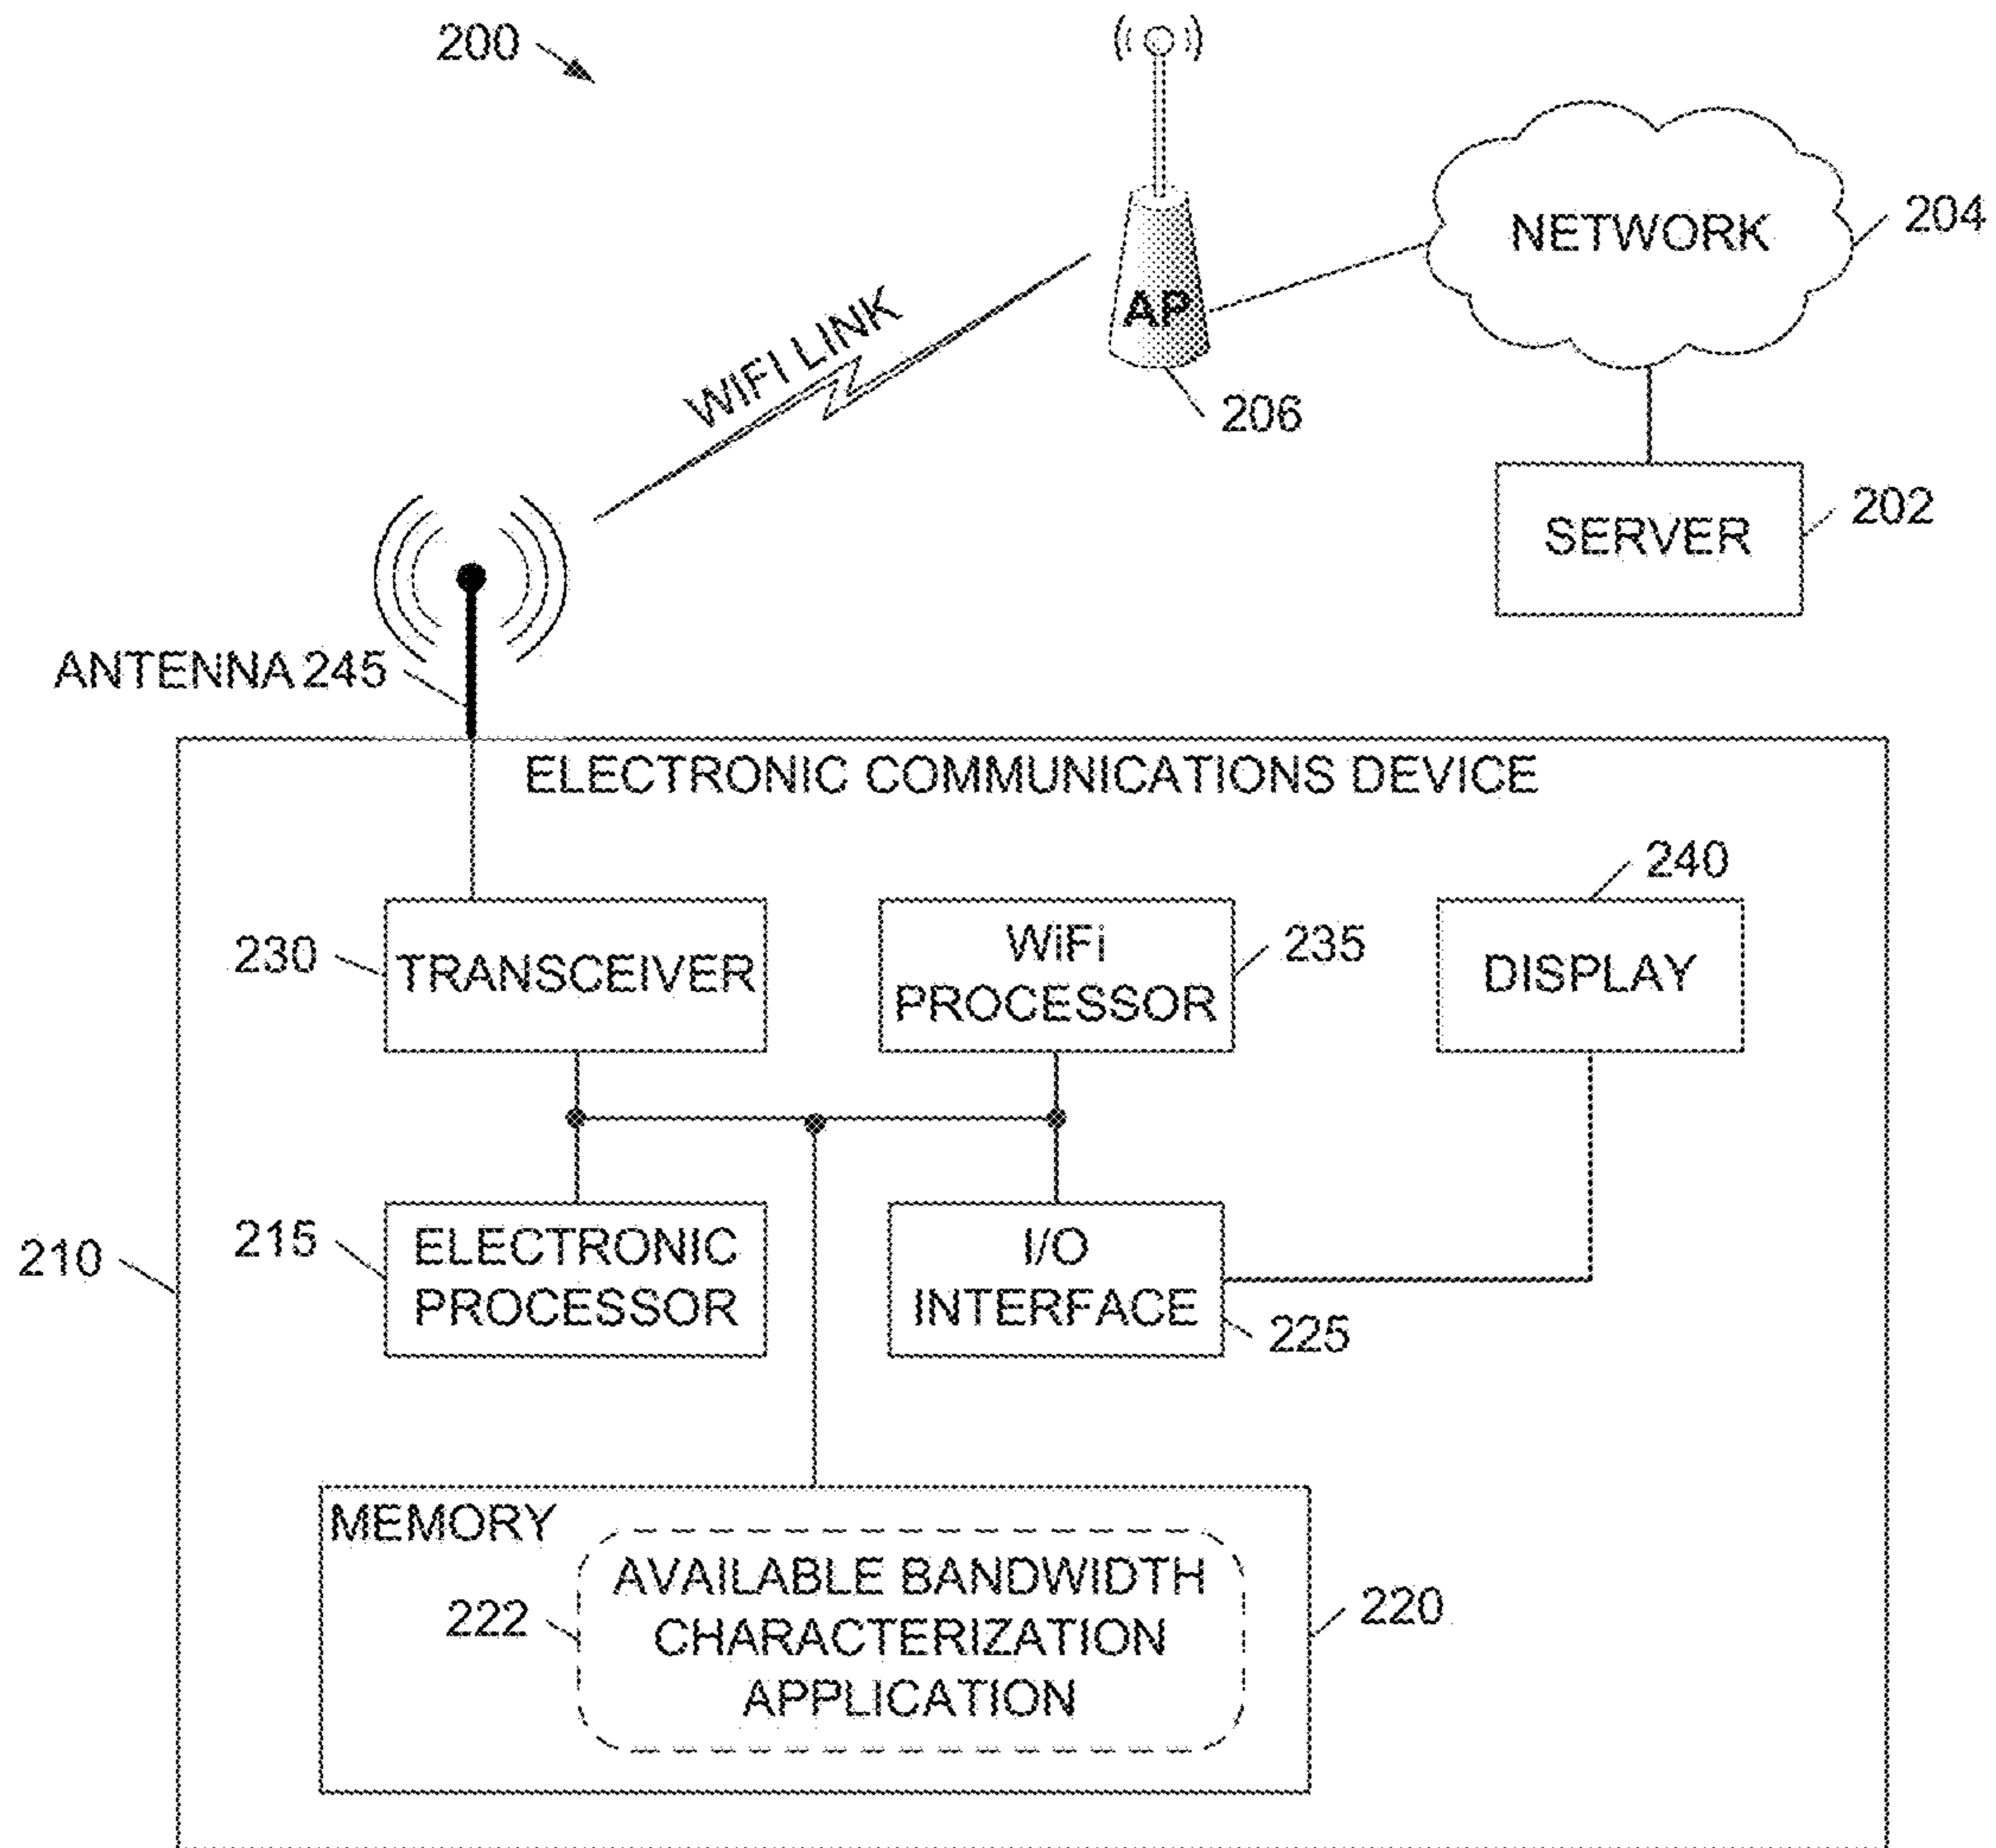 200
NETWORK
204
AP
WIFI LINK
206
SERVER
202
ANTENNA 245
ELECTRONIC COMMUNICATIONS DEVICE
240
230
TRANSCEIVER
WiFi
PROCESSOR
235
DISPLAY
210
215
ELECTRONIC
PROCESSOR
I/O
INTERFACE
225
MEMORY
AVAILABLE BANDWIDTH
CHARACTERIZATION
APPLICATION
222
220